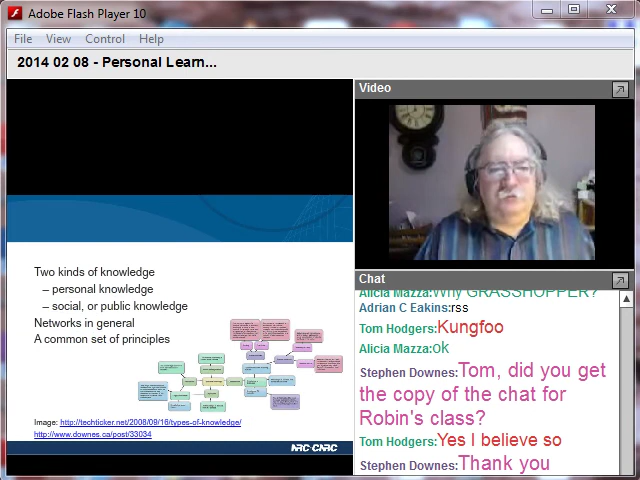 Adobe Flash Player 10
File View Control Help
2014 02 08 - Personal Learn...
Two kinds of knowledge
– personal knowledge
– social, or public knowledge
Networks in general
A common set of principles
Image: http://techticker.net/2008/09/16/types-of-knowledge/
http://www.downes.ca/post/33034
NRC-CNRC
Video
Chat
Alicia Mazza:Why GRASSHOPPER?
Adrian C Eakins:rss
Tom Hodgers:Kungfoo
Alicia Mazza:ok
Stephen Downes:Tom, did you get
the copy of the chat for
Robin's class?
Tom Hodgers:Yes I believe so
Stephen Downes:Thank you